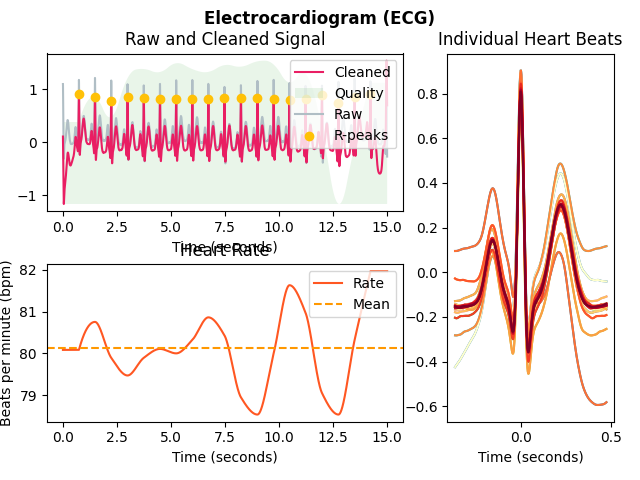 Electrocardiogram (ECG)
Raw and Cleaned Signal
Individual Heart Beats
Cleaned
Quality
Raw
R-peaks
1
0
−1
0.0 2.5 5.0 7.5 10.0 12.5 15.0
Time (seconds)
Heart Rate
Rate
Mean
Beats per minute (bpm)
82
81
80
79
0.0 2.5 5.0 7.5 10.0 12.5 15.0
Time (seconds)
0.8
0.6
0.4
0.2
0.0
−0.2
−0.4
−0.6
0.0 0.5
Time (seconds)